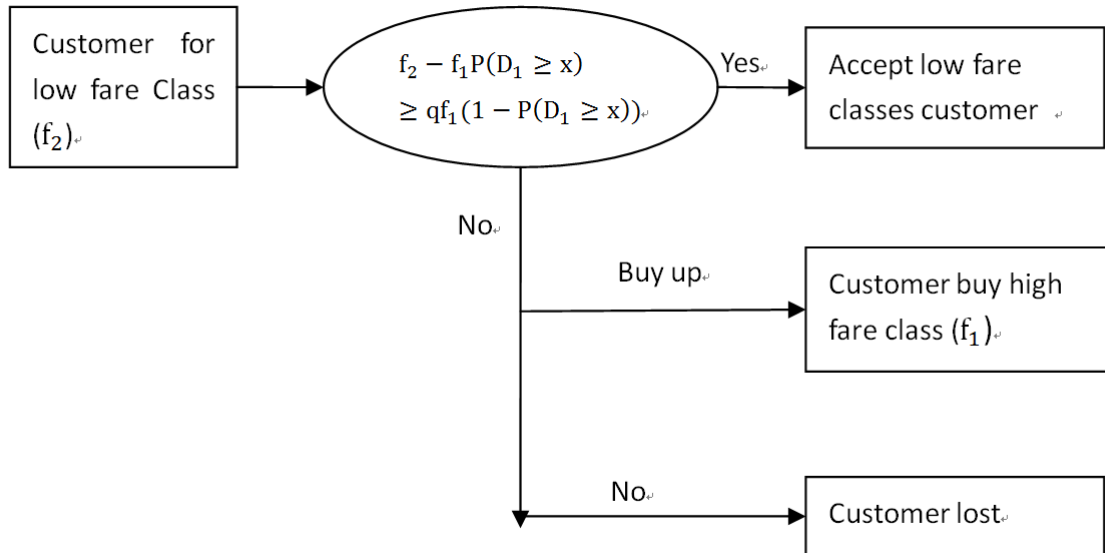 Customer for
low fare Class
(f₂)
f₂ − f₁P(D₁ ≥ x)
≥ qf₁(1 − P(D₁ ≥ x))
Yes
Accept low fare
classes customer
No
Buy up
Customer buy high
fare class (f₁)
No
Customer lost